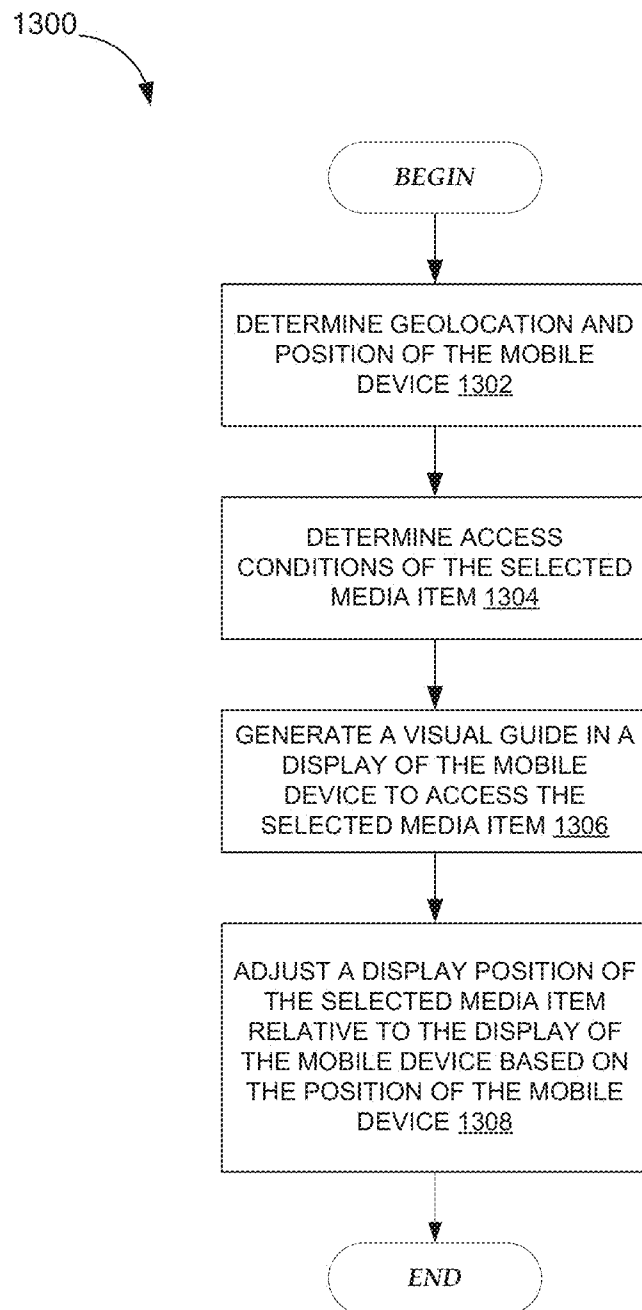 1300
BEGIN
DETERMINE GEOLOCATION AND
POSITION OF THE MOBILE
DEVICE 1302
DETERMINE ACCESS
CONDITIONS OF THE SELECTED
MEDIA ITEM 1304
GENERATE A VISUAL GUIDE IN A
DISPLAY OF THE MOBILE
DEVICE TO ACCESS THE
SELECTED MEDIA ITEM 1306
ADJUST A DISPLAY POSITION OF
THE SELECTED MEDIA ITEM
RELATIVE TO THE DISPLAY OF
THE MOBILE DEVICE BASED ON
THE POSITION OF THE MOBILE
DEVICE 1308
END